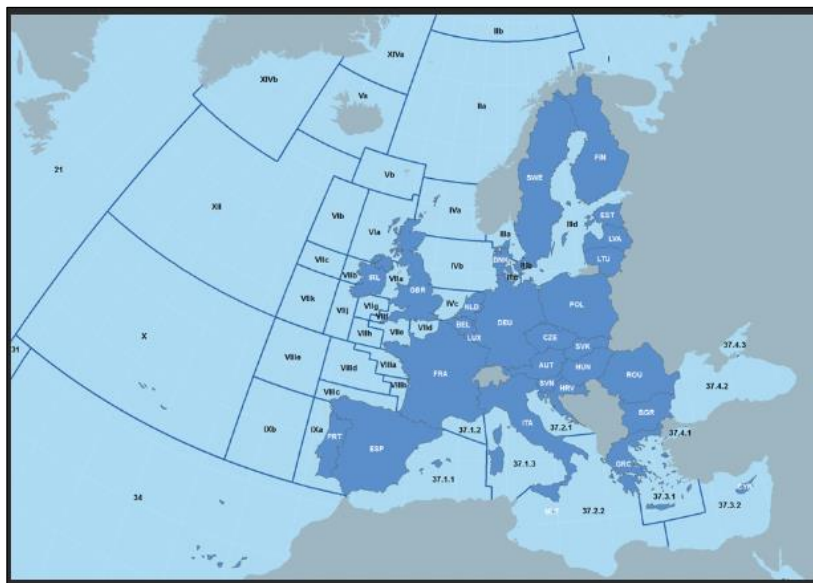 IIIb
XIVa
I
XIVb
Va
IIa
FIN
SWE
21
Vb
XII
VIb
IVa
EST
VIa
IIIa
IIId
LVA
DNK
LTU
VIIc
VIIb
IRL
VIIa
IVb
GBR
VIIk
VIIj
VIIg
IVc
NLD
POL
X
BEL
DEU
VIIh
VIIe
VIId
LUX
CZE
SVK
37.4.3
31
VIIIe
VIIId
VIIIa
FRA
AUT
HUN
ROU
VIIIb
SVN
HRV
37.4.2
VIIIc
BGR
IXb
IXa
PRT
ESP
37.1.2
ITA
37.2.1
37.4.1
34
37.1.1
37.1.3
GRC
37.3.1
37.3.2
37.2.2